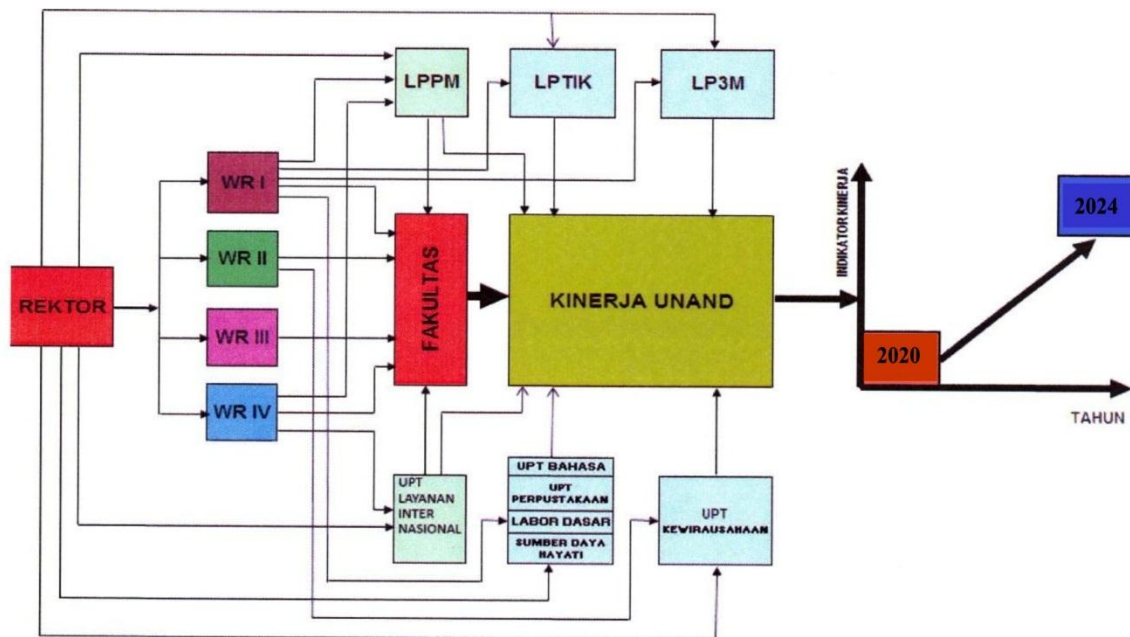 LPPM
LPTIK
LP3M
WR I
WR II
WR III
WR IV
REKTOR
FAKULTAS
KINERJA UNAND
INDIKATOR KINERJA
2024
2020
TAHUN
UPT
LAYANAN
INTER
NASIONAL
UPT BAHASA
UPT
PERPUSTAKAAN
LABOR DASAR
SUMBER DAYA
HAYATI
UPT
KEWIRAUSAHAAN